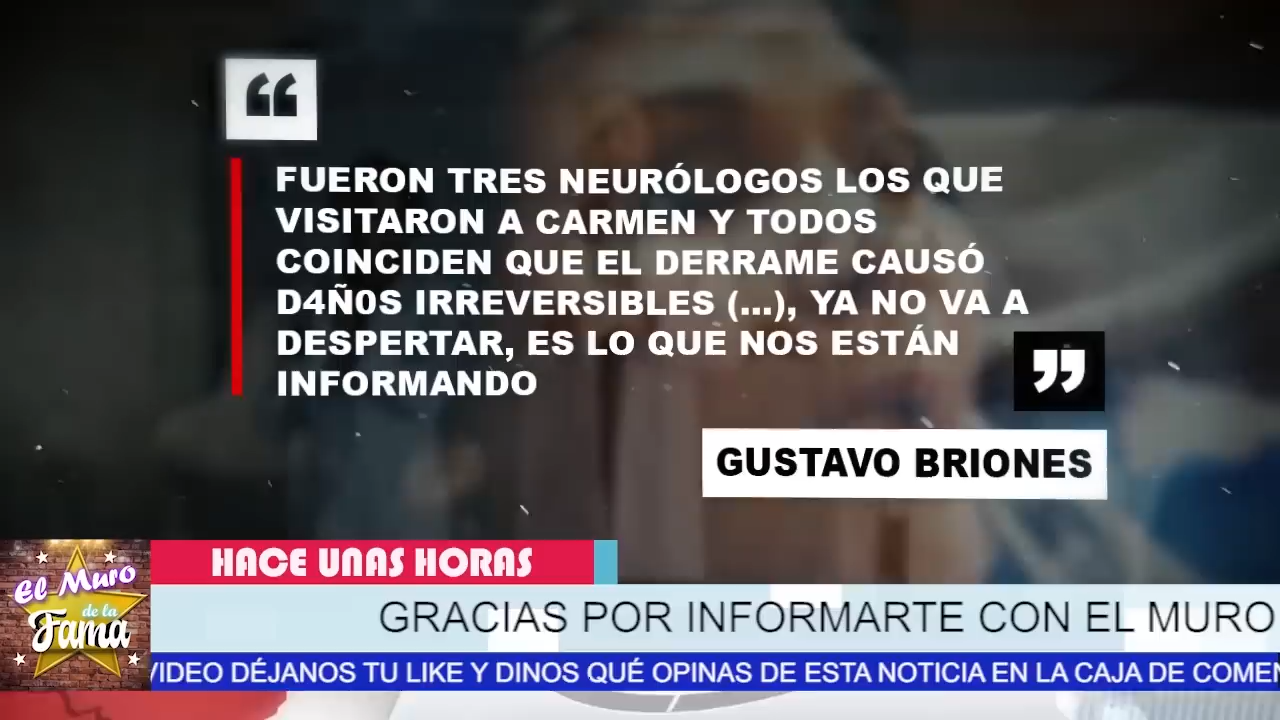 FUERON TRES NEURÓLOGOS LOS QUE
VISITARON A CARMEN Y TODOS
COINCIDEN QUE EL DERRAME CAUSÓ
D4Ñ0S IRREVERSIBLES (...), YA NO VA A
DESPERTAR, ES LO QUE NOS ESTÁN
INFORMANDO
GUSTAVO BRIONES
HACE UNAS HORAS
El Muro
de la
Fama
GRACIAS POR INFORMARTE CON EL MURO
VIDEO DÉJANOS TU LIKE Y DINOS QUÉ OPINAS DE ESTA NOTICIA EN LA CAJA DE COMEN